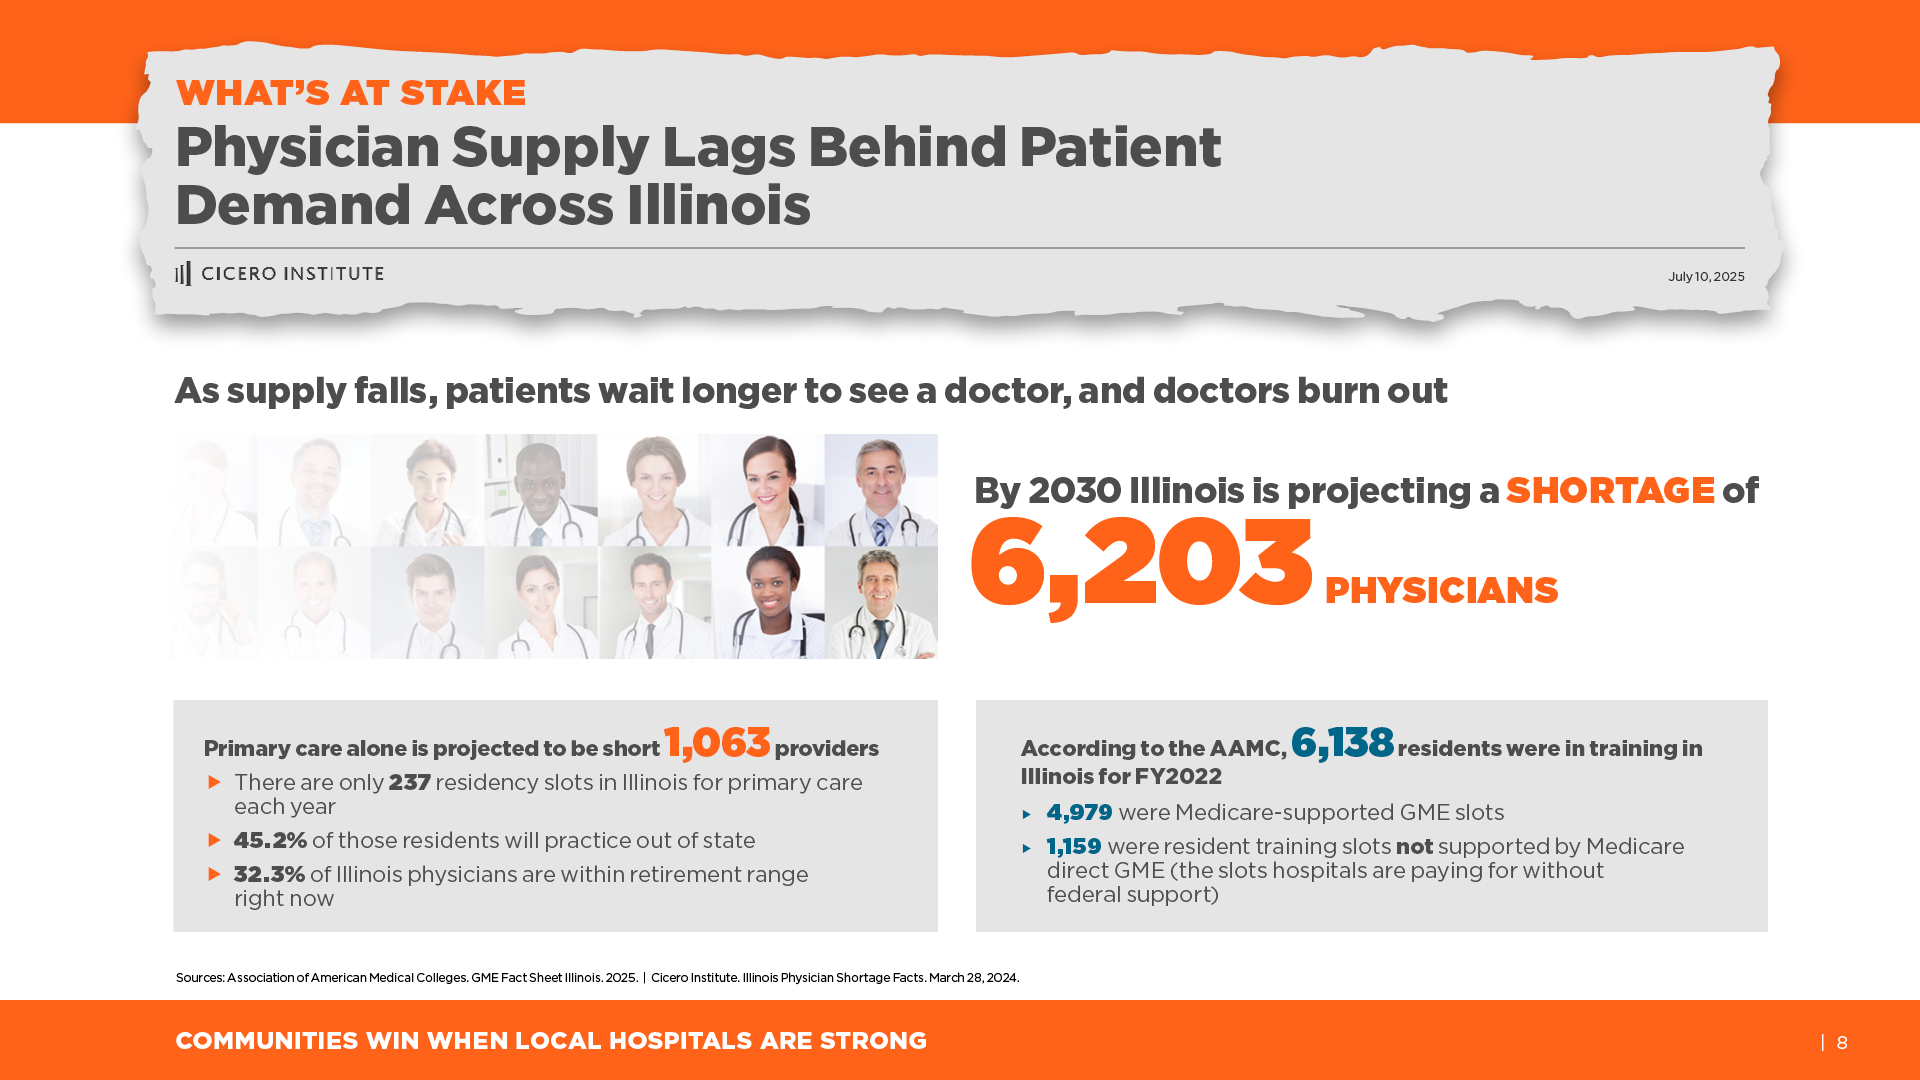 WHAT’S AT STAKE
Physician Supply Lags Behind Patient
Demand Across Illinois
CICERO INSTITUTE
July 10, 2025
As supply falls, patients wait longer to see a doctor, and doctors burn out
By 2030 Illinois is projecting a SHORTAGE of
6,203 PHYSICIANS
Primary care alone is projected to be short 1,063 providers
There are only 237 residency slots in Illinois for primary care
each year
45.2% of those residents will practice out of state
32.3% of Illinois physicians are within retirement range
right now
According to the AAMC, 6,138 residents were in training in
Illinois for FY2022
4,979 were Medicare-supported GME slots
1,159 were resident training slots not supported by Medicare
direct GME (the slots hospitals are paying for without
federal support)
Sources: Association of American Medical Colleges. GME Fact Sheet Illinois. 2025. | Cicero Institute. Illinois Physician Shortage Facts. March 28, 2024.
COMMUNITIES WIN WHEN LOCAL HOSPITALS ARE STRONG
| 8